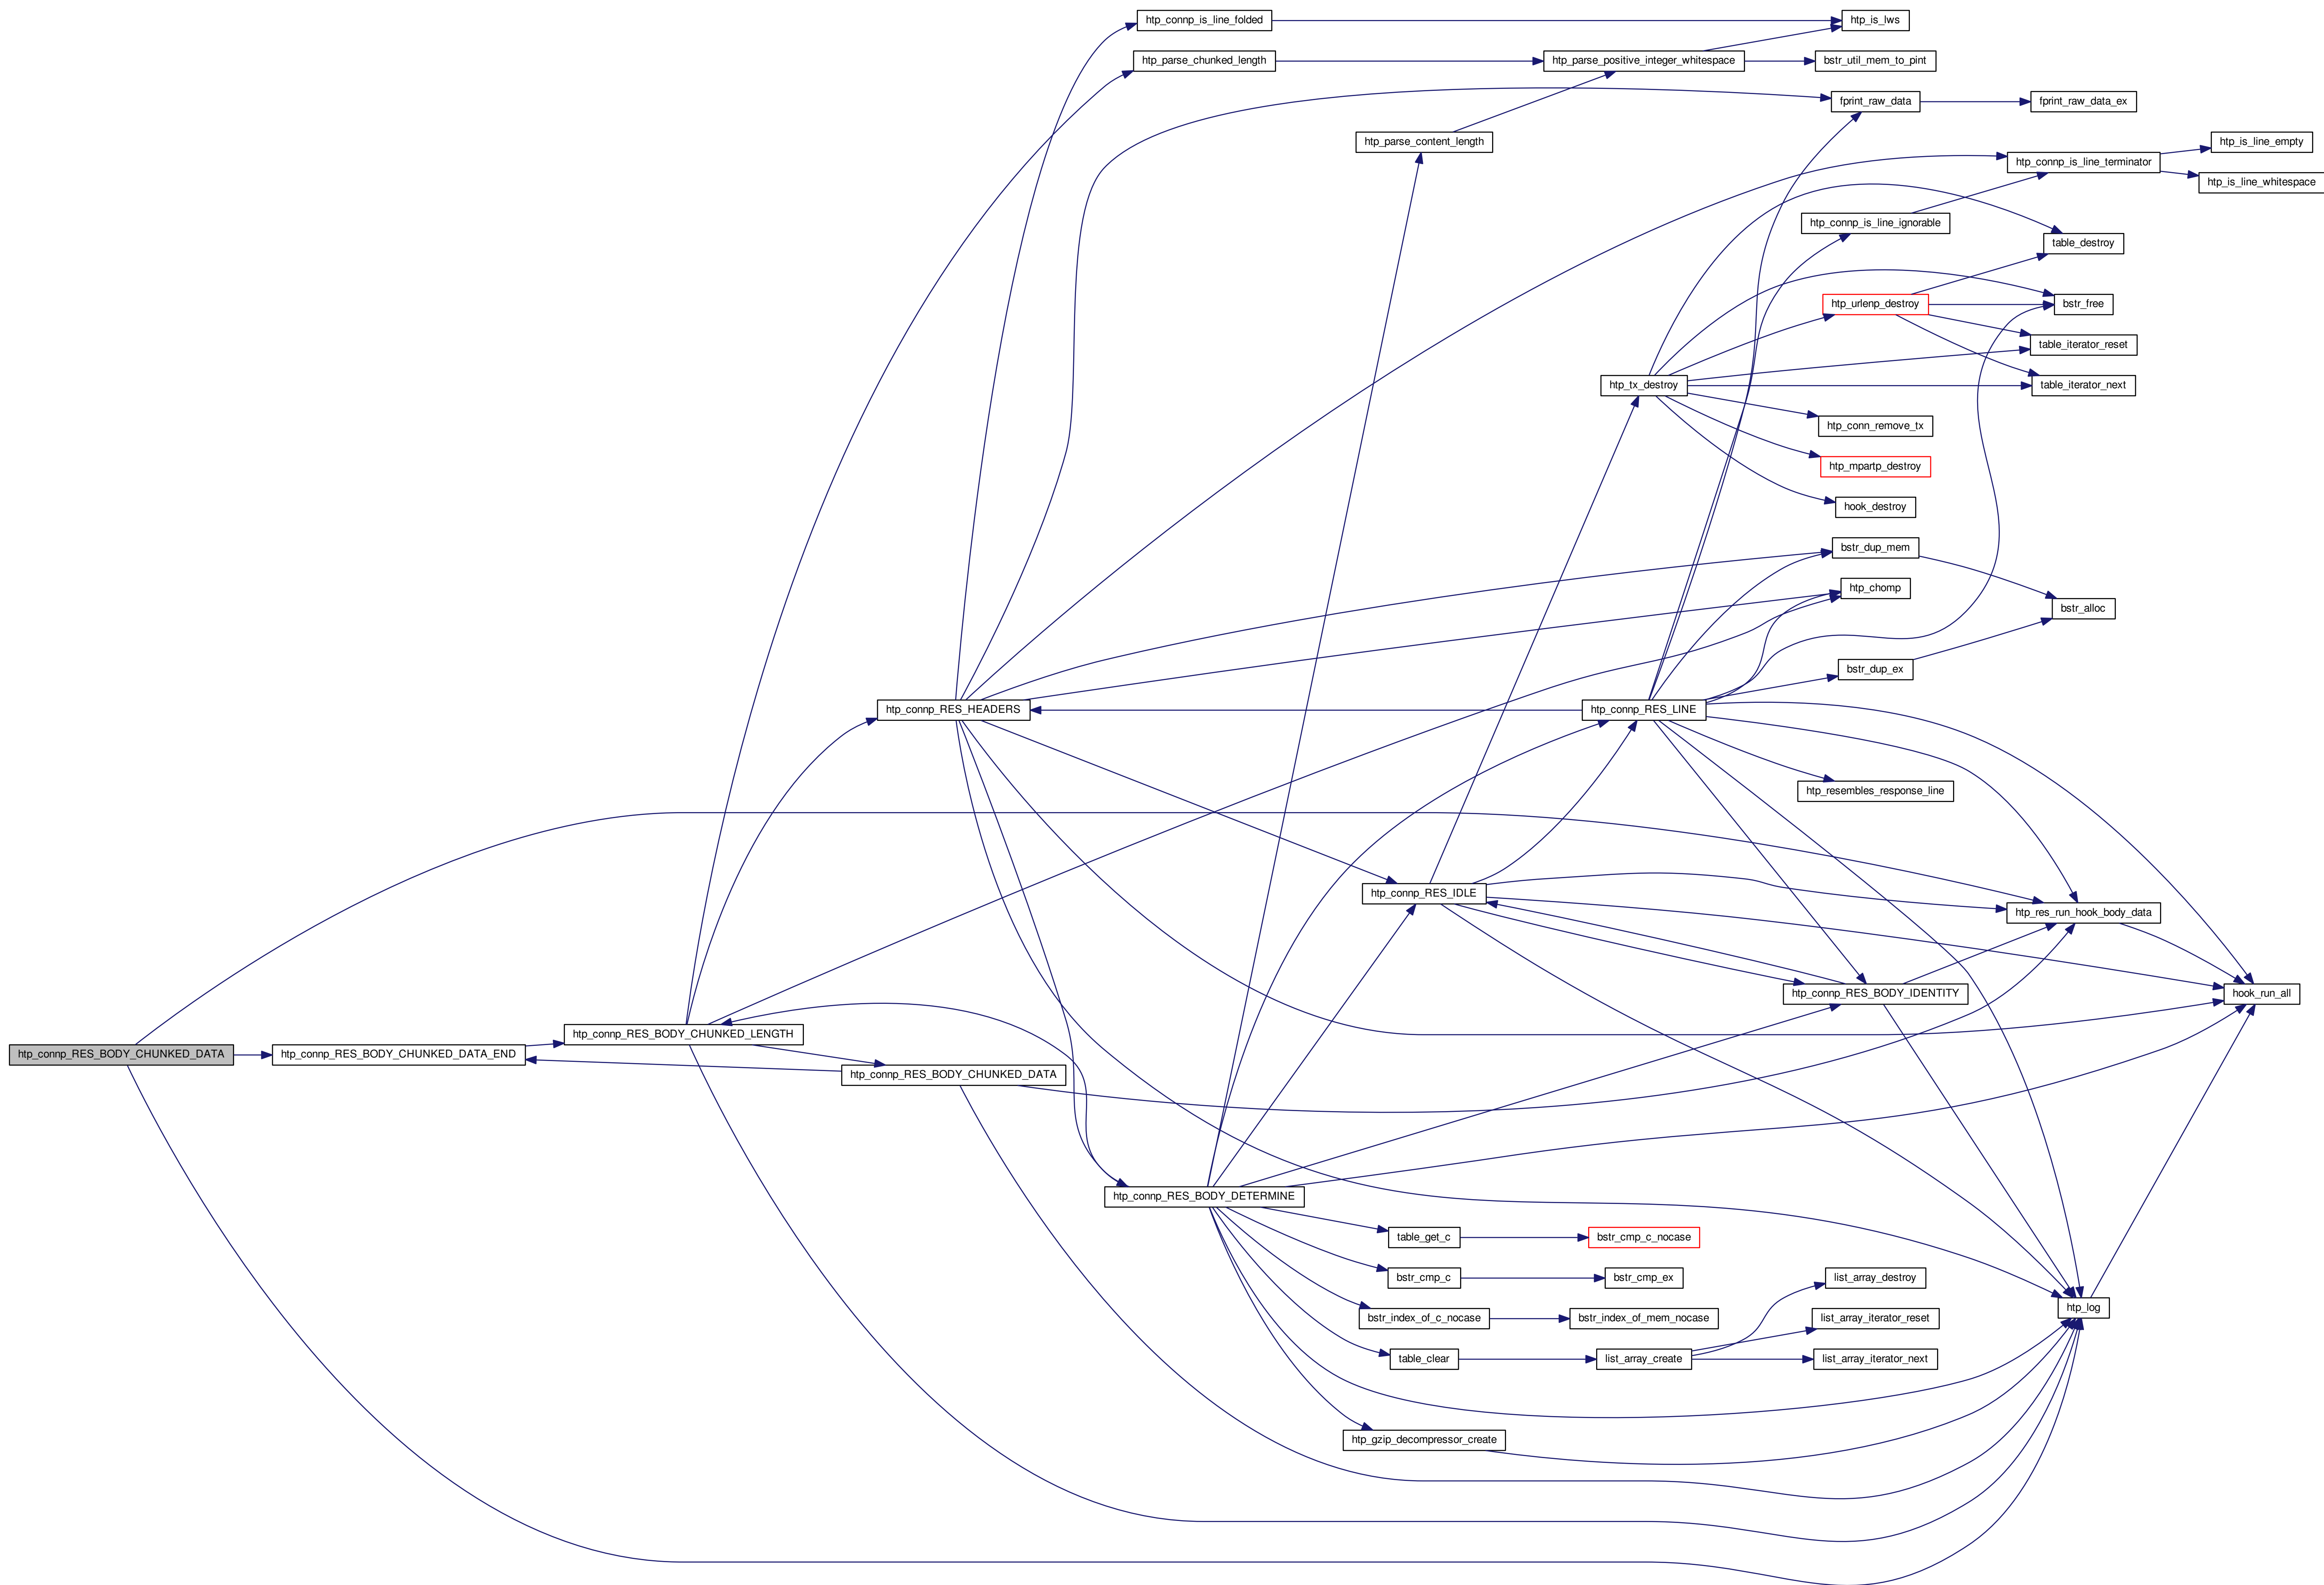 htp_connp_is_line_folded
htp_is_lws
htp_parse_chunked_length
htp_parse_positive_integer_whitespace
bstr_util_mem_to_pint
fprint_raw_data
fprint_raw_data_ex
htp_parse_content_length
htp_is_line_empty
htp_connp_is_line_terminator
htp_is_line_whitespace
htp_connp_is_line_ignorable
table_destroy
htp_urlenp_destroy
bstr_free
table_iterator_reset
htp_tx_destroy
table_iterator_next
htp_conn_remove_tx
htp_mpartp_destroy
hook_destroy
bstr_dup_mem
htp_chomp
bstr_alloc
bstr_dup_ex
htp_connp_RES_HEADERS
htp_connp_RES_LINE
htp_resembles_response_line
htp_connp_RES_IDLE
htp_res_run_hook_body_data
htp_connp_RES_BODY_IDENTITY
hook_run_all
htp_connp_RES_BODY_CHUNKED_LENGTH
htp_connp_RES_BODY_CHUNKED_DATA
htp_connp_RES_BODY_CHUNKED_DATA_END
htp_connp_RES_BODY_CHUNKED_DATA
htp_connp_RES_BODY_DETERMINE
table_get_c
bstr_cmp_c_nocase
bstr_cmp_c
bstr_cmp_ex
list_array_destroy
htp_log
bstr_index_of_c_nocase
bstr_index_of_mem_nocase
list_array_iterator_reset
table_clear
list_array_create
list_array_iterator_next
htp_gzip_decompressor_create